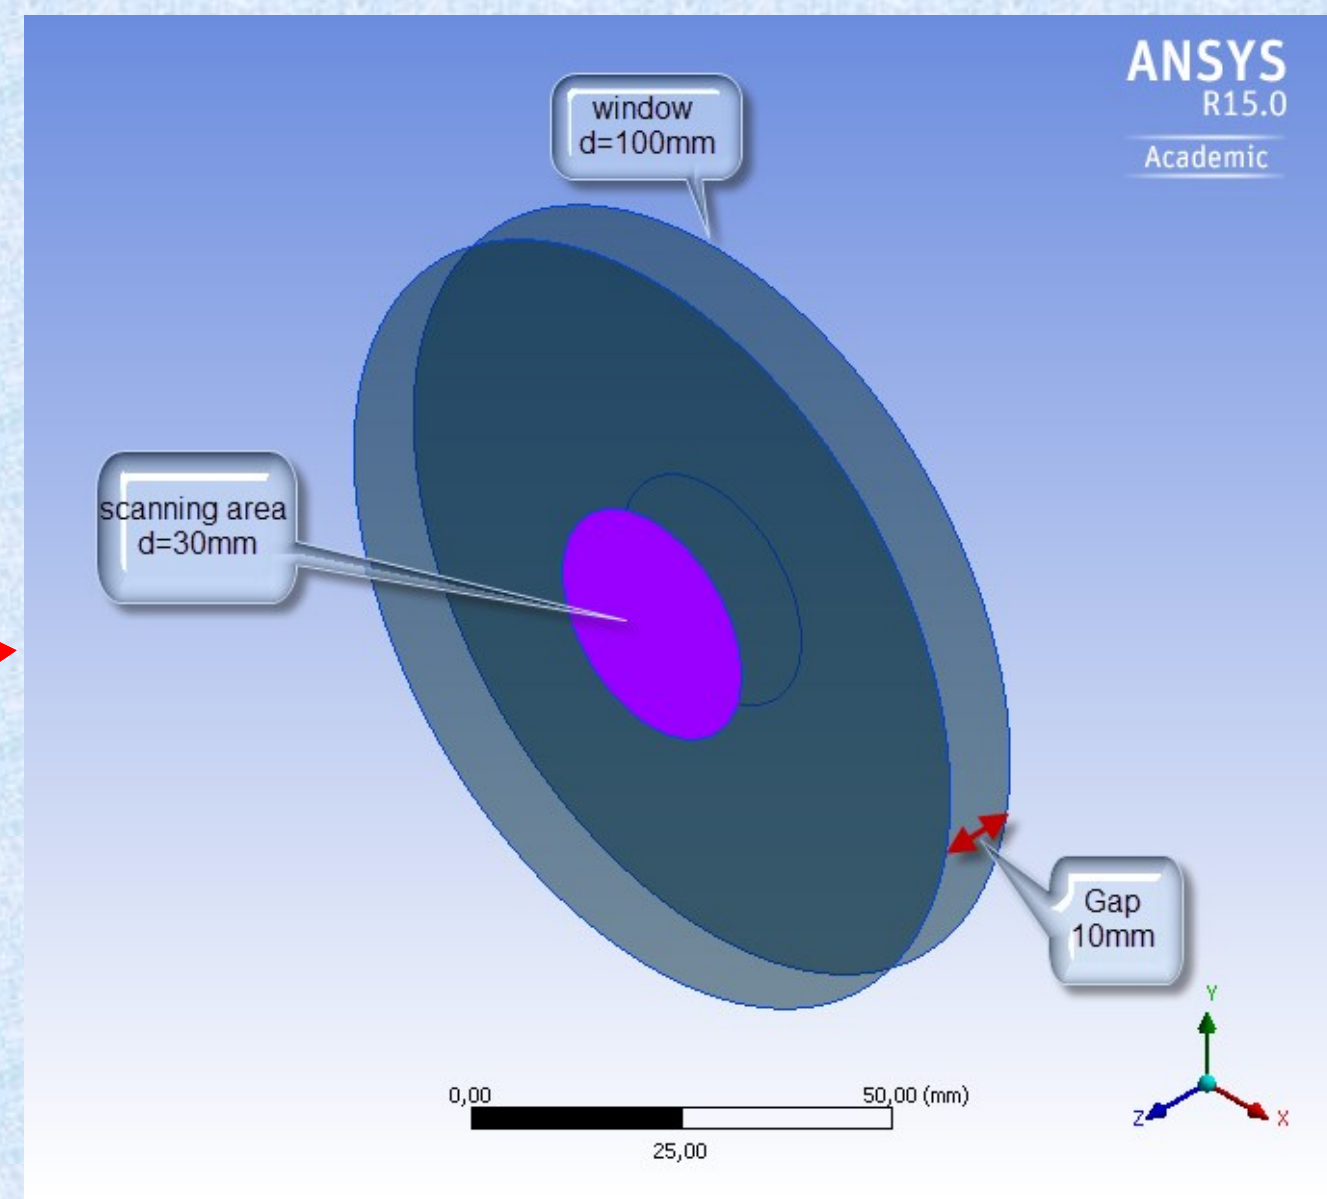 ANSYS
R15.0
Academic
window
d=100mm
scanning area
d=30mm
Gap
10mm
Y
Z
X
0,00
50,00 (mm)
25,00